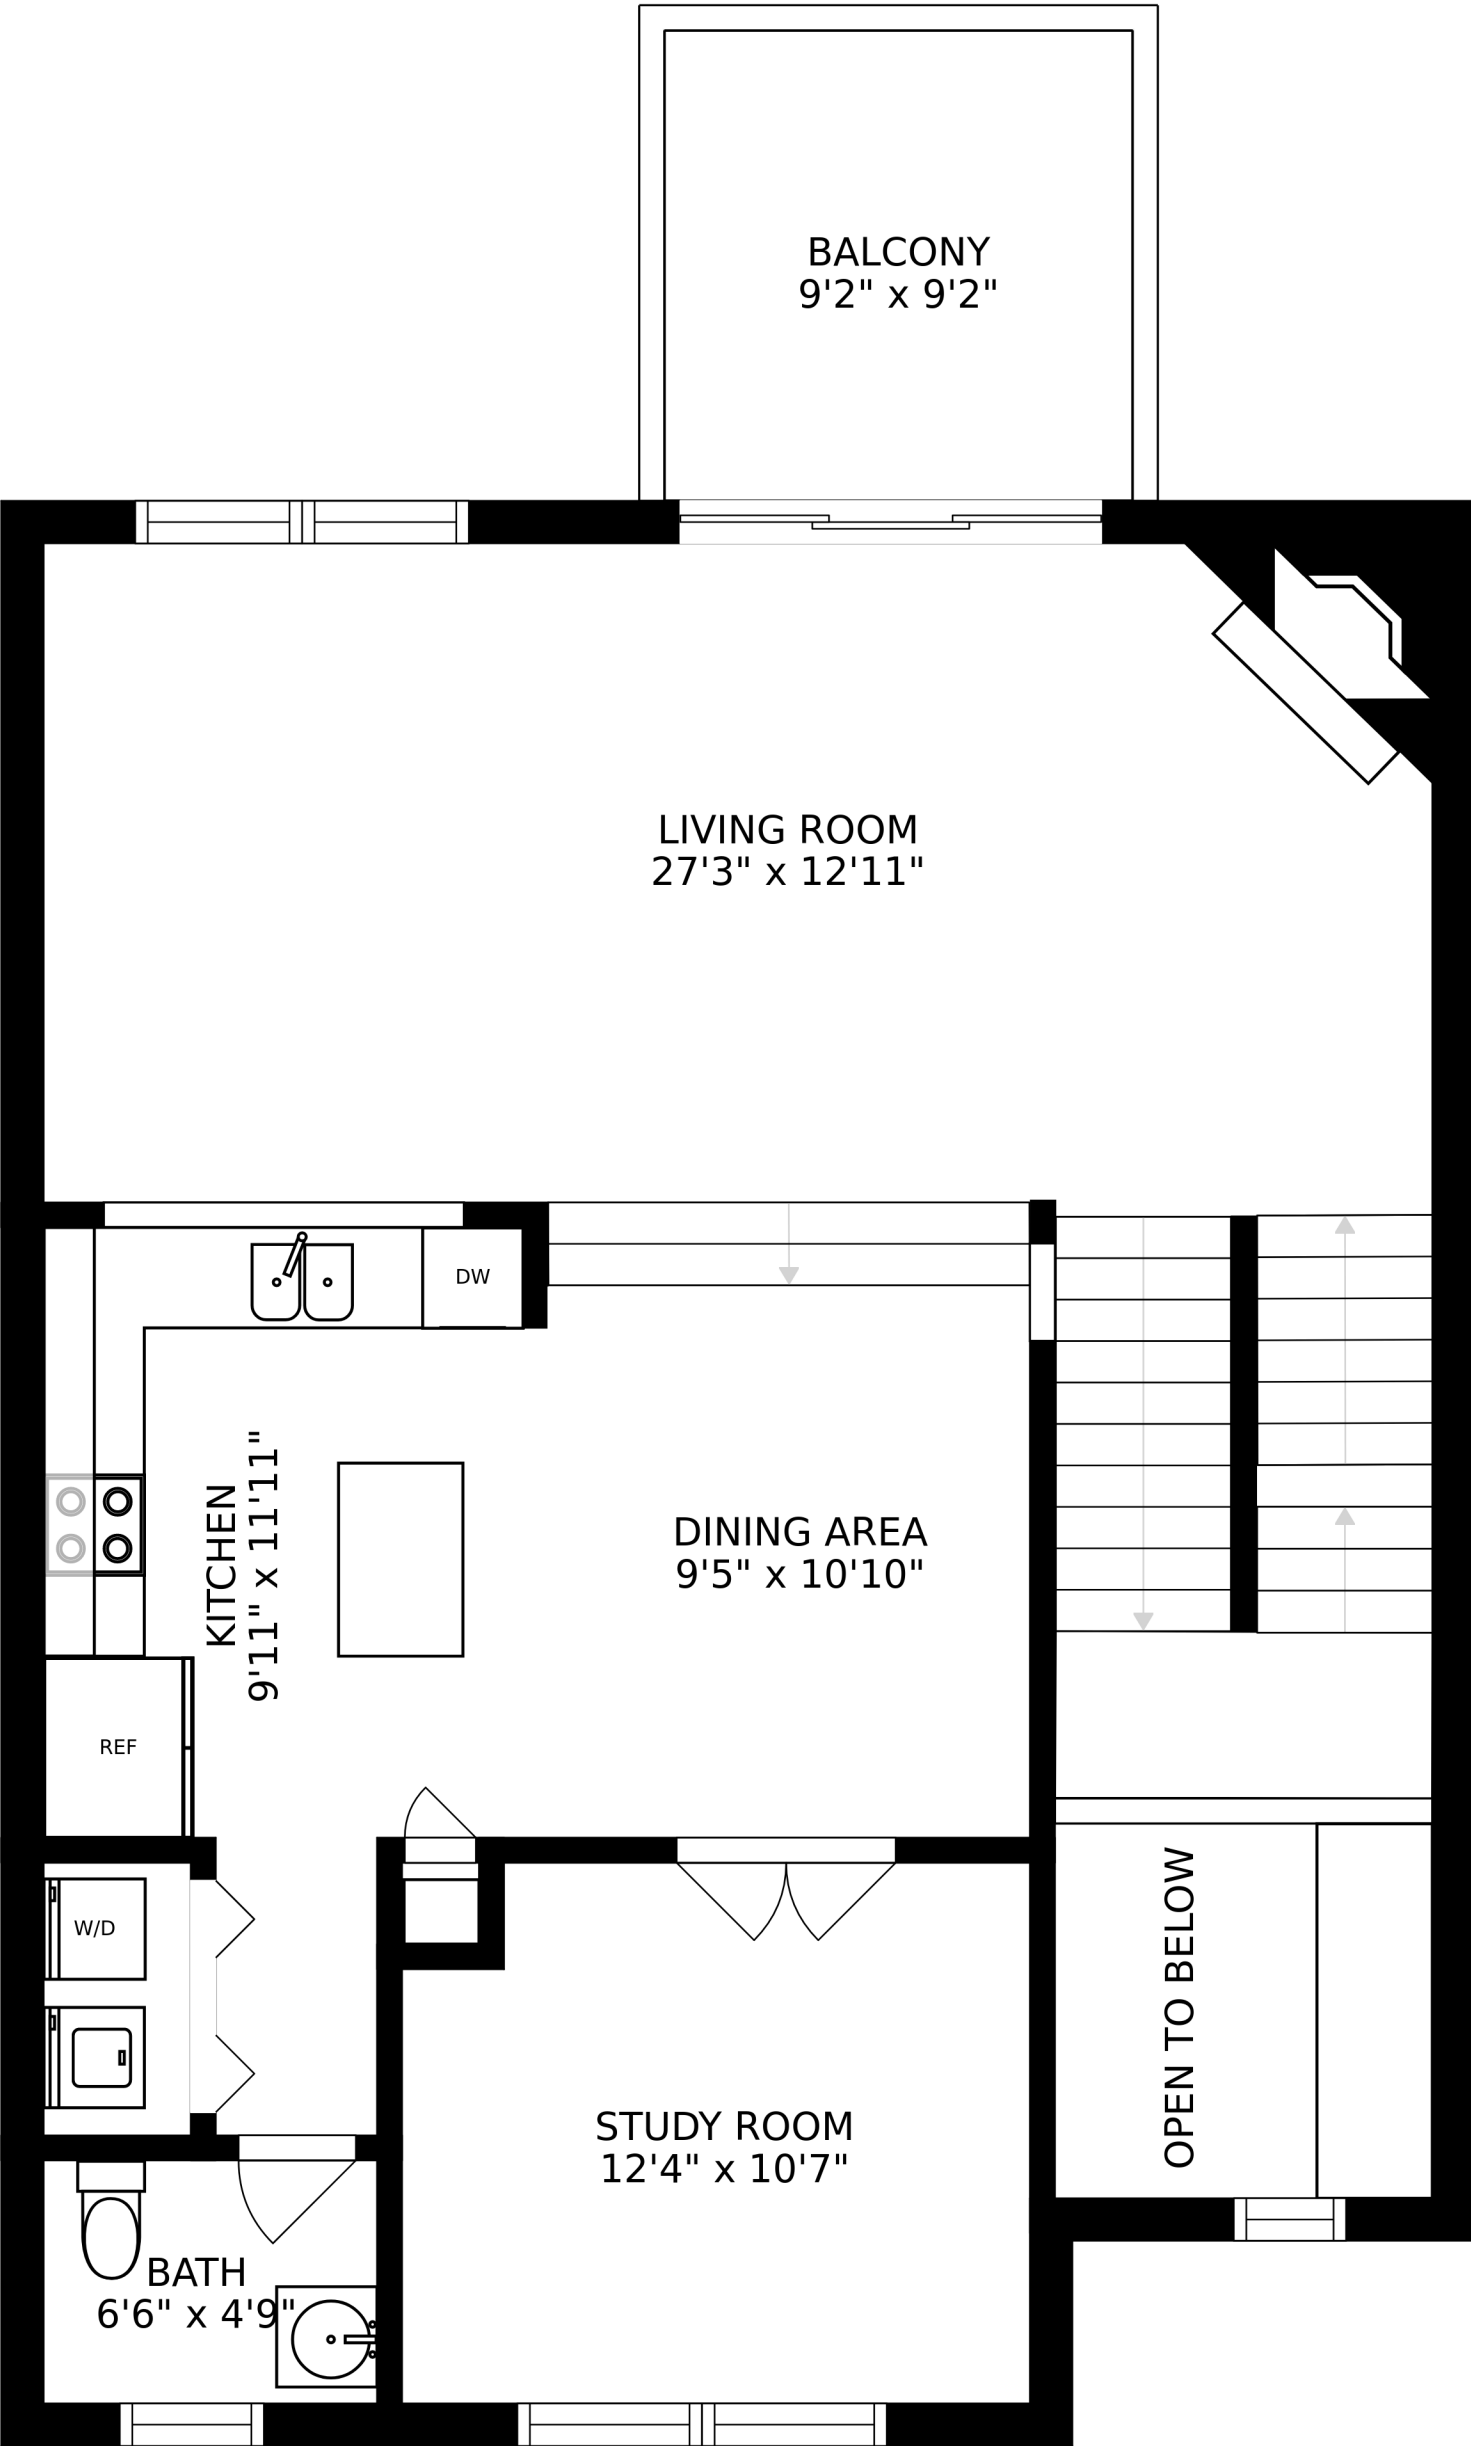 BALCONY
9'2" x 9'2"
LIVING ROOM
27'3" x 12'11"
DW
KITCHEN
9'11" x 11'11"
DINING AREA
9'5" x 10'10"
REF
W/D
OPEN TO BELOW
STUDY ROOM
12'4" x 10'7"
BATH
6'6" x 4'9"